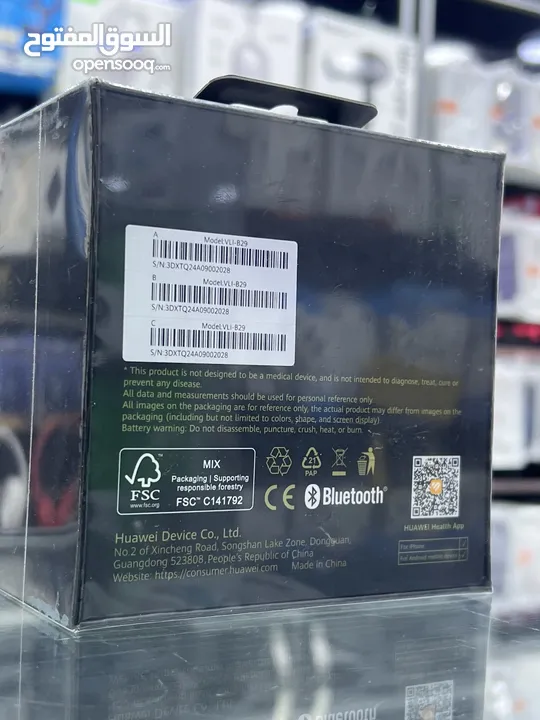 السوق المفتوح
opensooq.com
A
Model:VLI-B29
S/N:3DXTQ24A09002028
B
Model:VLI-B29
S/N:3DXTQ24A09002028
C
Model:VLI-B29
S/N:3DXTQ24A09002028
* This product is not designed to be a medical device, and is not intended to diagnose, treat, cure or
prevent any disease.
All data and measurements should be used for personal reference only.
All images on the packaging are for reference only, the actual product may differ from images on the
packaging (including but not limited to colors, shape, and screen display).
Battery warning: Do not disassemble, puncture, crush, heat, or burn.
FSC
www.fsc.org
MIX
Packaging | Supporting
responsible forestry
FSC™ C141792
21
PAP
CE
Bluetooth®
HUAWEI Health App
For iPhone
For Android mobile device
Huawei Device Co., Ltd.
No.2 of Xincheng Road, Songshan Lake Zone, Dongguan,
Guangdong 523808, People's Republic of China
Website: https://consumer.huawei.com
Made in China